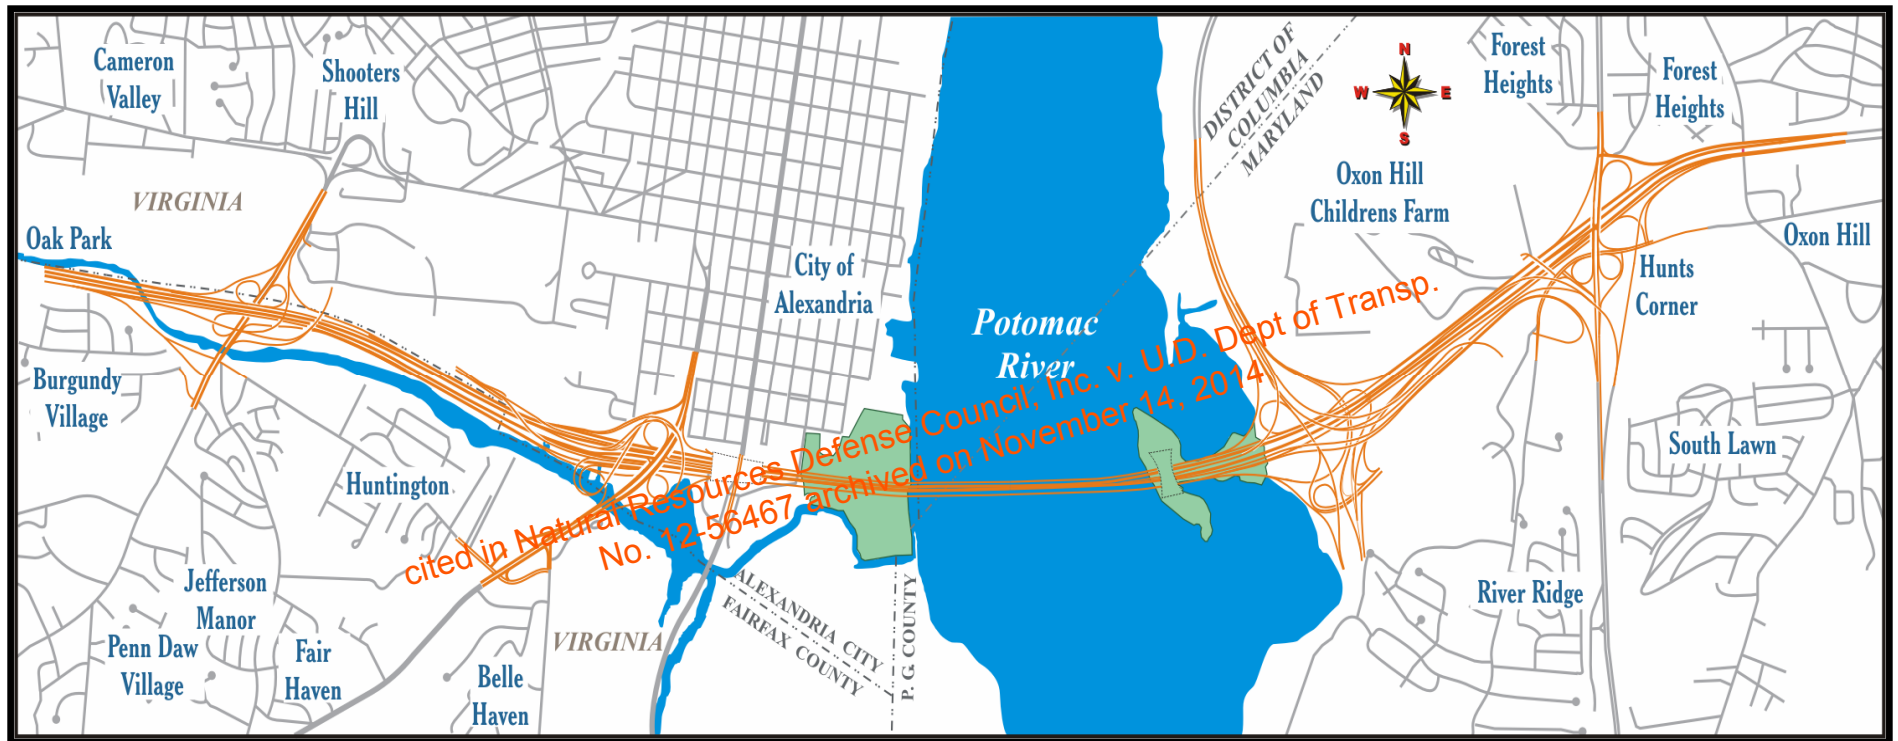 Cameron
Valley
Shooters
Hill
DISTRICT OF
COLUMBIA
MARYLAND
N
W
E
S
Forest
Heights
Forest
Heights
VIRGINIA
Oak Park
City of
Alexandria
Potomac
River
Oxon Hill
Childrens Farm
Oxon Hill
Hunts
Corner
Burgundy
Village
Huntington
cited in Natural Resources Defense Council, Inc. v. U.D. Dept of Transp.
No. 12-56467 archived on November 14, 2014
South Lawn
Jefferson
Manor
Penn Daw
Village
Fair
Haven
Belle
Haven
VIRGINIA
ALEXANDRIA CITY
FAIRFAX COUNTY
P. G. COUNTY
River Ridge